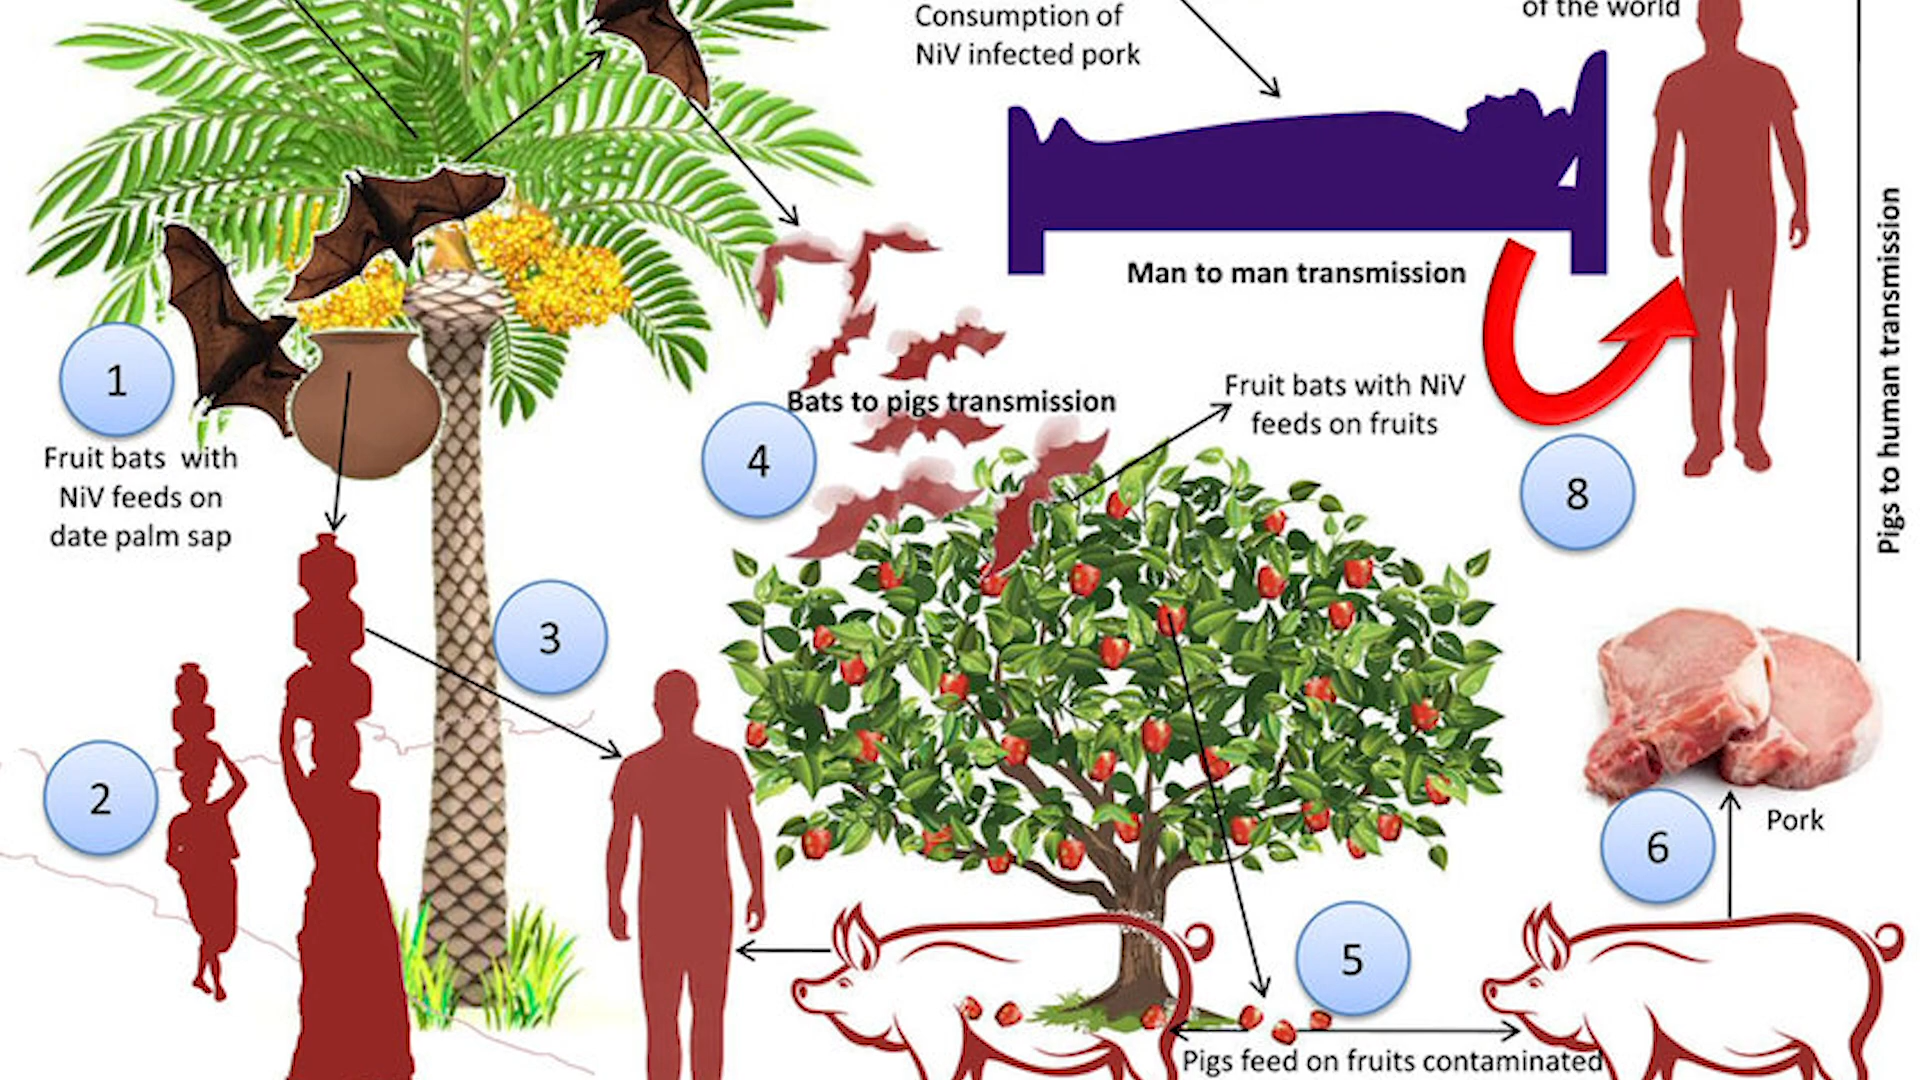 Consumption of
NiV infected pork
of the world
Man to man transmission
Pigs to human transmission
1
Fruit bats with
NiV feeds on
date palm sap
Bats to pigs transmission
4
Fruit bats with NiV
feeds on fruits
8
3
2
6
Pork
5
Pigs feed on fruits contaminated